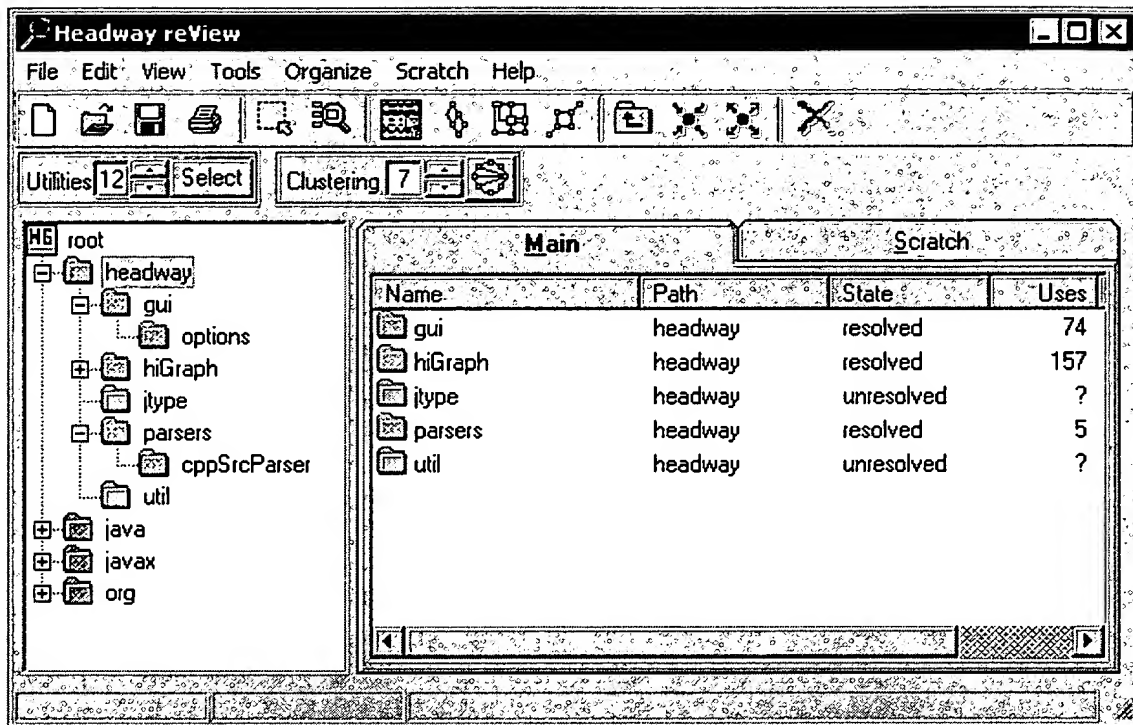 Headway reView
File Edit View Tools Organize Scratch Help
Utilities 12 Select Clustering 7
HG root
headway
gui
options
hiGraph
jtype
parsers
cppSrcParser
util
java
javax
org
Main Scratch
Name Path State Uses
gui headway resolved 74
hiGraph headway resolved 157
jtype headway unresolved ?
parsers headway resolved 5
util headway unresolved ?